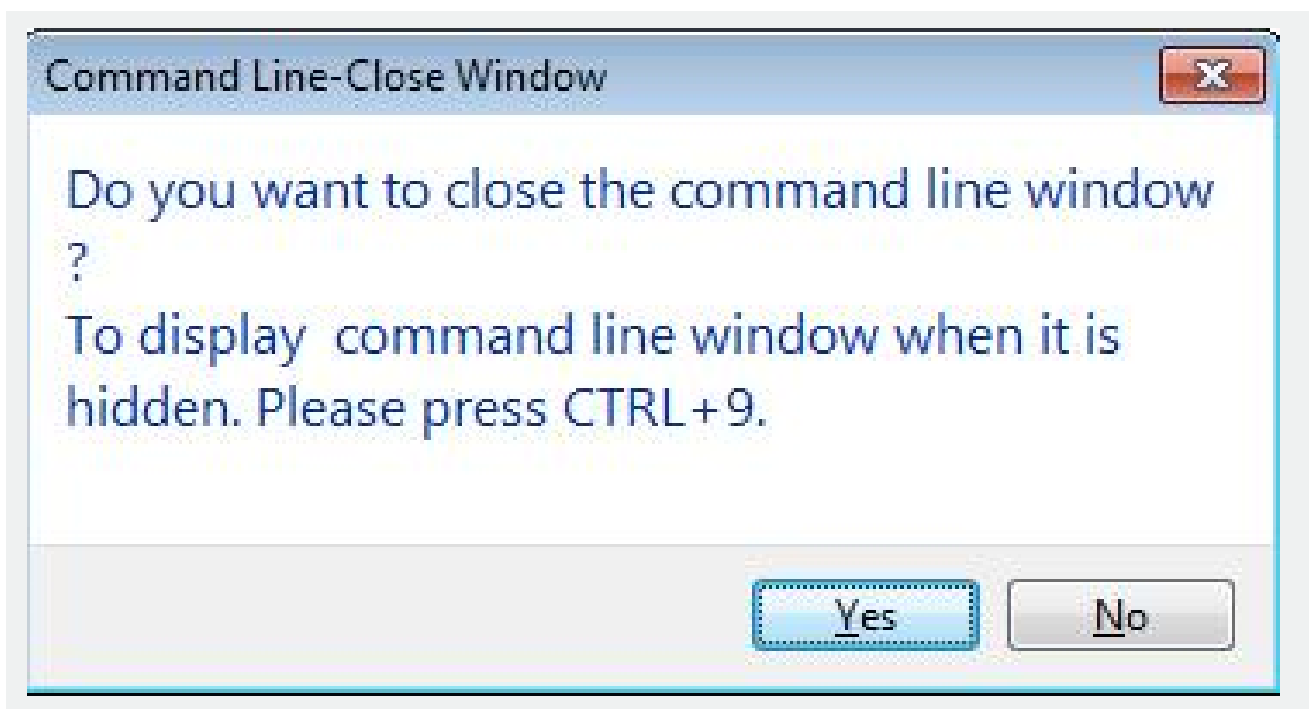 Command Line-Close Window
Do you want to close the command line window
?
To display  command line window when it is
hidden. Please press CTRL+9.
Yes
No